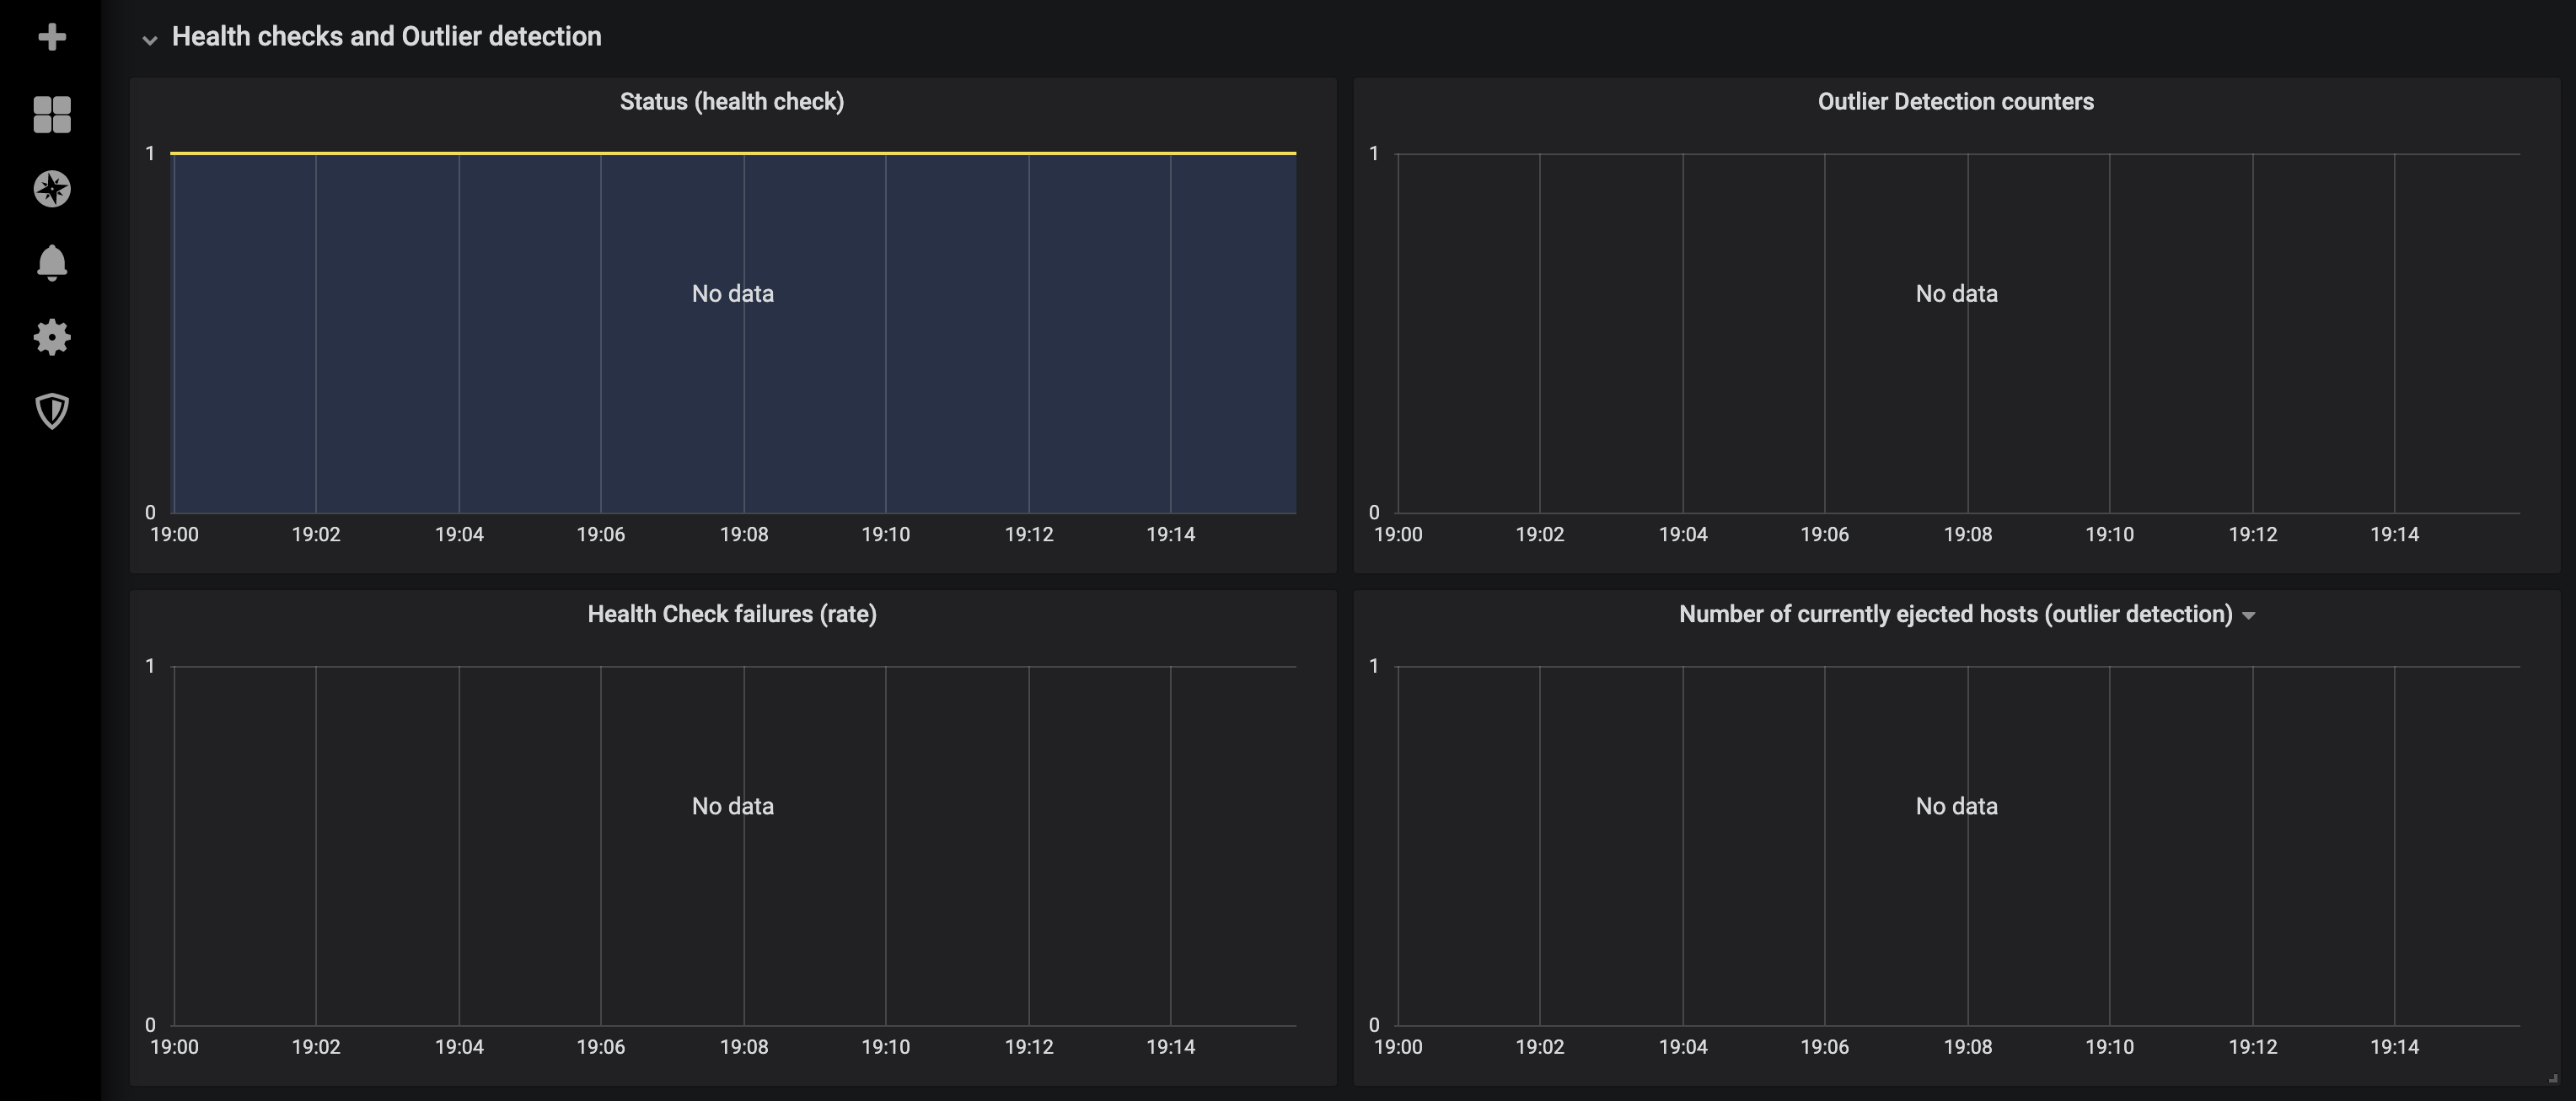 Health checks and Outlier detection
Status (health check)
1
No data
0
19:00 19:02 19:04 19:06 19:08 19:10 19:12 19:14
Outlier Detection counters
1
No data
0
19:00 19:02 19:04 19:06 19:08 19:10 19:12 19:14
Health Check failures (rate)
1
No data
0
19:00 19:02 19:04 19:06 19:08 19:10 19:12 19:14
Number of currently ejected hosts (outlier detection)
1
No data
0
19:00 19:02 19:04 19:06 19:08 19:10 19:12 19:14